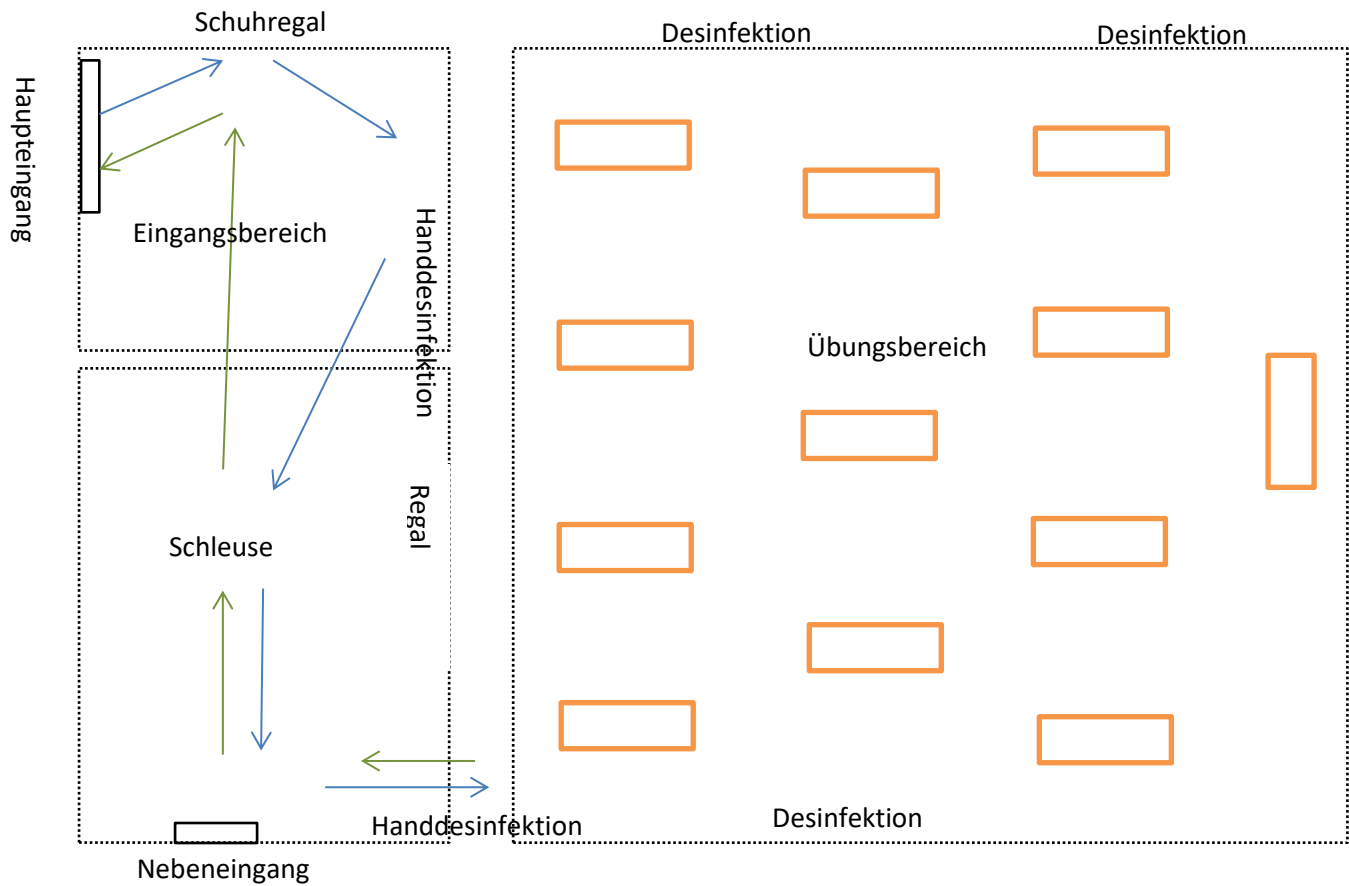 Schuhregal
Desinfektion
Desinfektion
Haupteingang
Eingangsbereich
Handdesinfektion
Übungsbereich
Regal
Schleuse
Handdesinfektion
Desinfektion
Nebeneingang